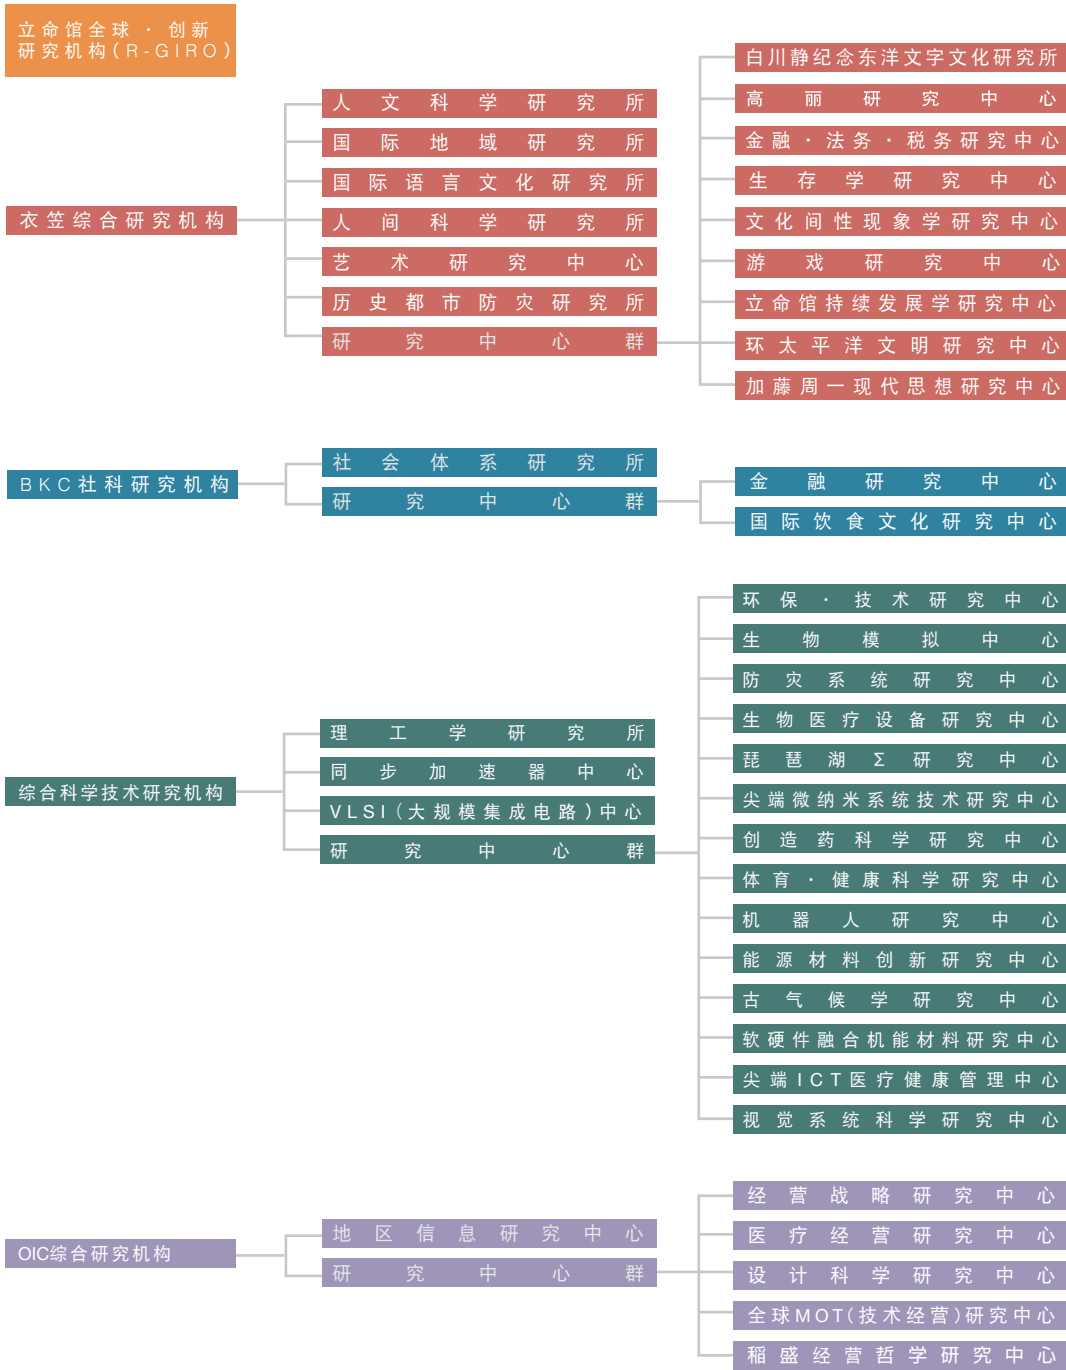 立命馆全球·创新
研究机构(R-GIRO)
衣笠综合研究机构
人文科学研究所
国际地域研究所
国际语言文化研究所
人间科学研究所
艺术研究中心
历史都市防灾研究所
研究中心群
白川静纪念东洋文字文化研究所
高丽研究中心
金融·法务·税务研究中心
生存学研究中心
文化间性现象学研究中心
游戏研究中心
立命馆持续发展学研究中心
环太平洋文明研究中心
加藤周一现代思想研究中心
BKC社科研究机构
社会体系研究所
研究中心群
金融研究中心
国际饮食文化研究中心
综合科学技术研究机构
理工学研究所
同步加速器中心
VLSI(大规模集成电路)中心
研究中心群
环保·技术研究中心
生物模拟中心
防灾系统研究中心
生物医疗设备研究中心
琵琶湖Σ研究中心
尖端微纳米系统技术研究中心
创造药科学研究中心
体育·健康科学研究中心
机器人研究中心
能源材料创新研究中心
古气候学研究中心
软硬件融合机能材料研究中心
尖端ICT医疗健康管理中心
视觉系统科学研究中心
OIC综合研究机构
地区信息研究中心
研究中心群
经营战略研究中心
医疗经营研究中心
设计科学研究中心
全球MOT(技术经营)研究中心
稻盛经营哲学研究中心